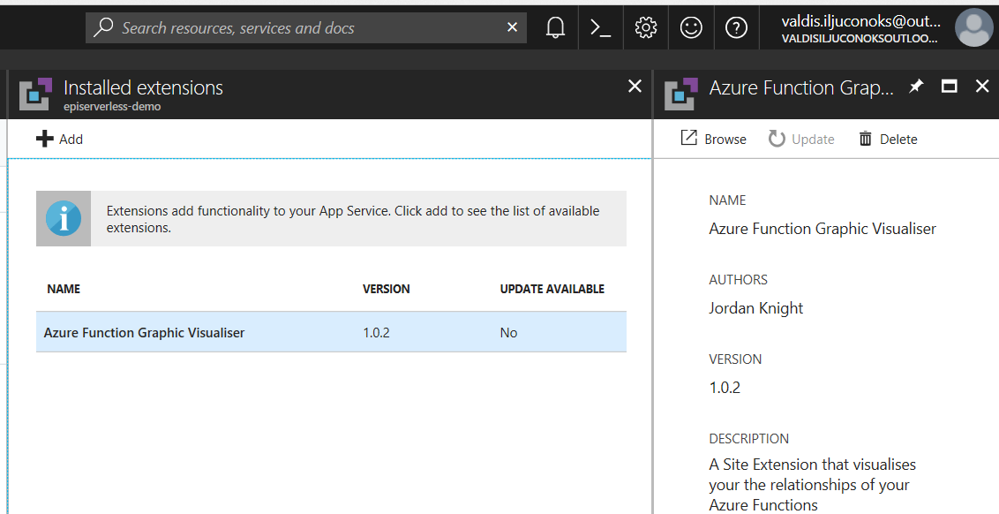 Search resources, services and docs
valdis.iljuconoks@out...
VALDISILJUCONOKSOUTLOO...
Installed extensions
episerverless-demo
Add
Extensions add functionality to your App Service. Click add to see the list of available
extensions.
NAME VERSION UPDATE AVAILABLE
Azure Function Graphic Visualiser 1.0.2 No
Azure Function Grap...
Browse Update Delete
NAME
Azure Function Graphic Visualiser
AUTHORS
Jordan Knight
VERSION
1.0.2
DESCRIPTION
A Site Extension that visualises
your the relationships of your
Azure Functions